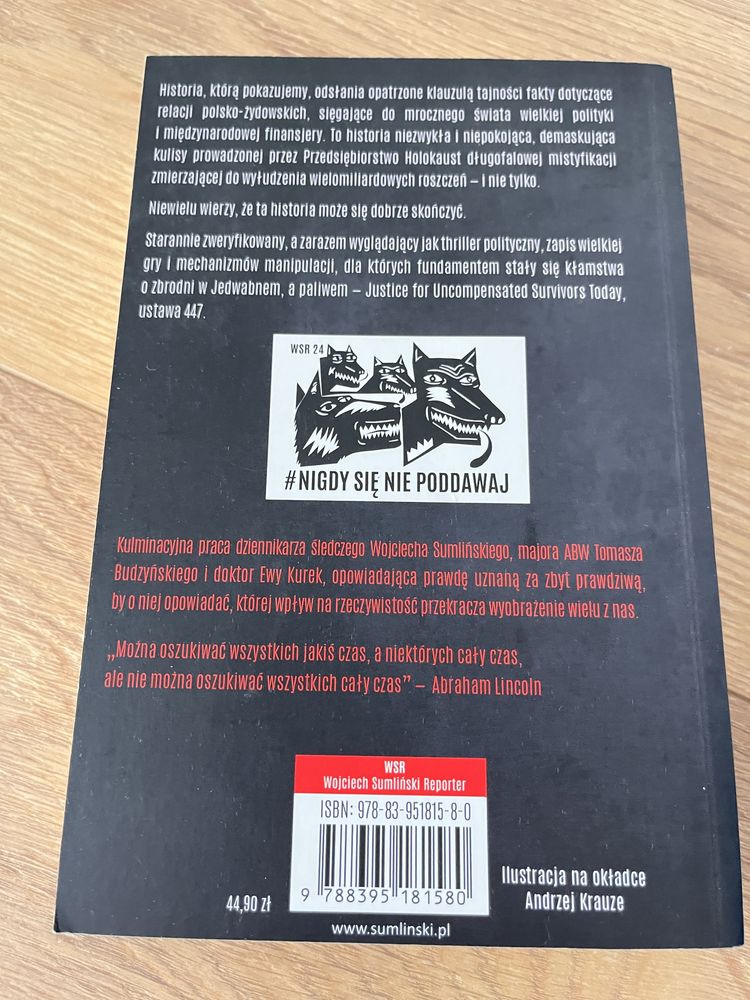 Historia, którą pokazujemy, odsłania opatrzone klauzulą tajności fakty dotyczące
relacji polsko-żydowskich, sięgające do mrocznego świata wielkiej polityki
i międzynarodowej finansjery. To historia niezwykła i niepokojąca, demaskująca
kulisy prowadzonej przez Przedsiębiorstwo Holokaust długofalowej mistyfikacji
zmierzającej do wyłudzenia wielomiliardowych roszczeń – i nie tylko.
Niewielu wierzy, że ta historia może się dobrze skończyć.
Starannie zweryfikowany, a zarazem wyglądający jak thriller polityczny, zapis wielkiej
gry i mechanizmów manipulacji, dla których fundamentem stały się kłamstwa
o zbrodni w Jedwabnem, a paliwem – Justice for Uncompensated Survivors Today,
ustawa 447.
WSR 24
#NIGDY SIĘ NIE PODDAWAJ
Kulminacyjna praca dziennikarza śledczego Wojciecha Sumlińskiego, majora ABW Tomasza
Budzyńskiego i doktor Ewy Kurek, opowiadająca prawdę uznaną za zbyt prawdziwą,
by o niej opowiadać, której wpływ na rzeczywistość przekracza wyobrażenie wielu z nas.
„Można oszukiwać wszystkich jakiś czas, a niektórych cały czas,
ale nie można oszukiwać wszystkich cały czas” – Abraham Lincoln
WSR
Wojciech Sumliński Reporter
ISBN: 978-83-951815-8-0
9 788395 181580
44,90 zł
Ilustracja na okładce
Andrzej Krauze
www.sumlinski.pl